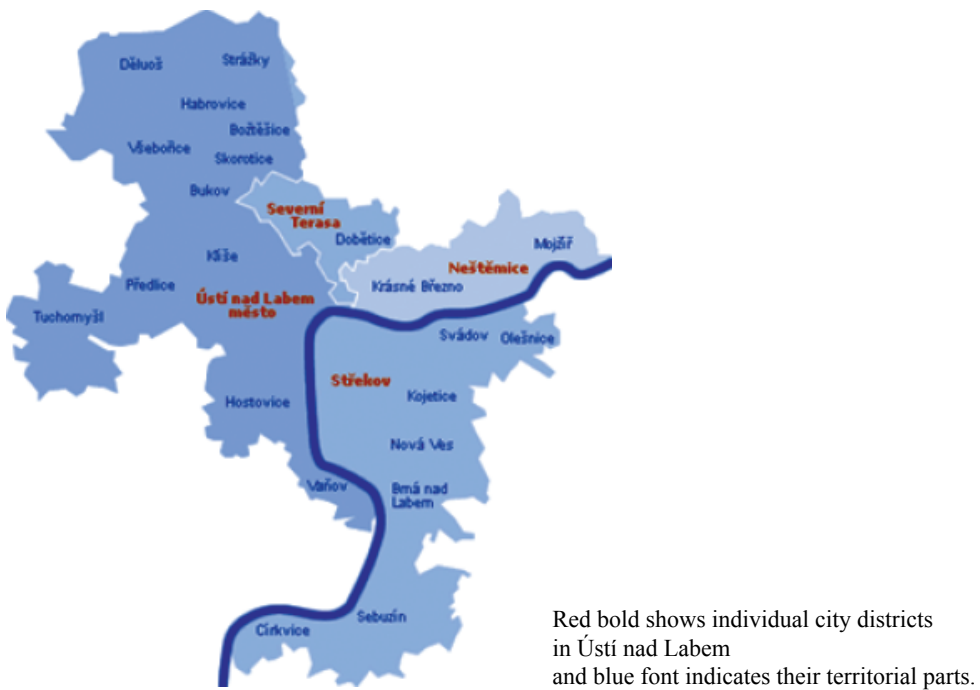 Děluoš
Strážky
Habrovice
Božtěšice
Všebořice
Skorotice
Bukov
Severní
Terasa
Dobětice
Mojžíř
Klíše
Neštěmice
Předlice
Krásné Březno
Ústí nad Labem
město
Tuchomyšl
Svádov
Olešnice
Střekov
Kojetice
Hostovice
Nová Ves
Vaňov
Brná nad
Labem
Sebuzín
Církvice
Red bold shows individual city districts
in Ústí nad Labem
and blue font indicates their territorial parts.